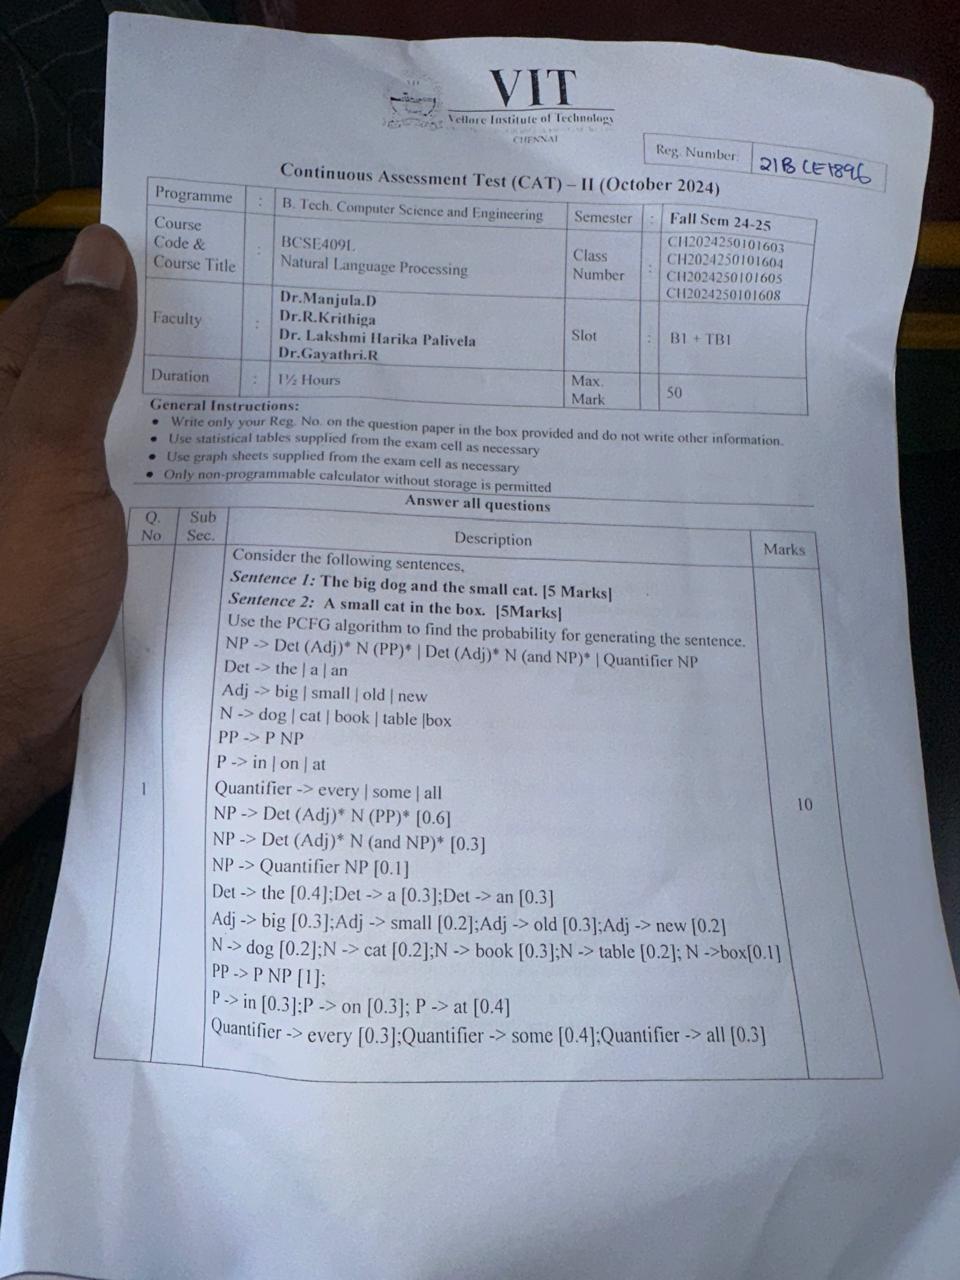 VIT
Vellore Institute of Technology
CHENNAI
Reg. Number: 21BCE1896
Continuous Assessment Test (CAT) – II (October 2024)
Programme : B. Tech. Computer Science and Engineering Semester : Fall Sem 24-25
Course Code & Course Title : BCSE409L Natural Language Processing Class Number : CH2024250101603 CH2024250101604 CH2024250101605 CH2024250101608
Faculty : Dr.Manjula.D Dr.R.Krithiga Dr. Lakshmi Harika Palivela Dr.Gayathri.R Slot : B1 + TB1
Duration : 1½ Hours Max. Mark 50
General Instructions:
• Write only your Reg. No. on the question paper in the box provided and do not write other information.
• Use statistical tables supplied from the exam cell as necessary
• Use graph sheets supplied from the exam cell as necessary
• Only non-programmable calculator without storage is permitted
Answer all questions
Q. No Sub Sec. Description Marks
Consider the following sentences,
Sentence 1: The big dog and the small cat. [5 Marks]
Sentence 2: A small cat in the box. [5Marks]
Use the PCFG algorithm to find the probability for generating the sentence.
NP -> Det (Adj)* N (PP)* | Det (Adj)* N (and NP)* | Quantifier NP
Det -> the | a | an
Adj -> big | small | old | new
N -> dog | cat | book | table |box
PP -> P NP
P -> in | on | at
1 Quantifier -> every | some | all 10
NP -> Det (Adj)* N (PP)* [0.6]
NP -> Det (Adj)* N (and NP)* [0.3]
NP -> Quantifier NP [0.1]
Det -> the [0.4];Det -> a [0.3];Det -> an [0.3]
Adj -> big [0.3];Adj -> small [0.2];Adj -> old [0.3];Adj -> new [0.2]
N -> dog [0.2];N -> cat [0.2];N -> book [0.3];N -> table [0.2]; N ->box[0.1]
PP -> P NP [1];
P -> in [0.3];P -> on [0.3]; P -> at [0.4]
Quantifier -> every [0.3];Quantifier -> some [0.4];Quantifier -> all [0.3]